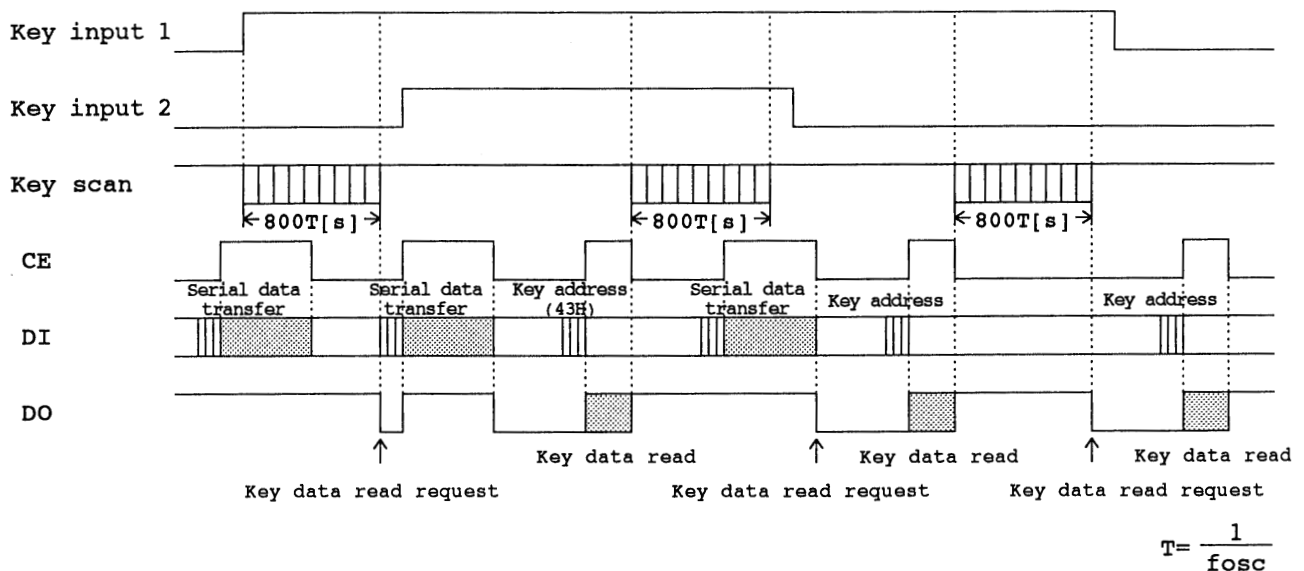 Key input 1
Key input 2
Key scan
800T[s] 800T[s] 800T[s]
CE
Serial data transfer
Serial data transfer
Key address (43H)
Serial data transfer
Key address
Key address
DI
DO
Key data read Key data read Key data read
Key data read request Key data read request Key data read request
T= 1
fosc